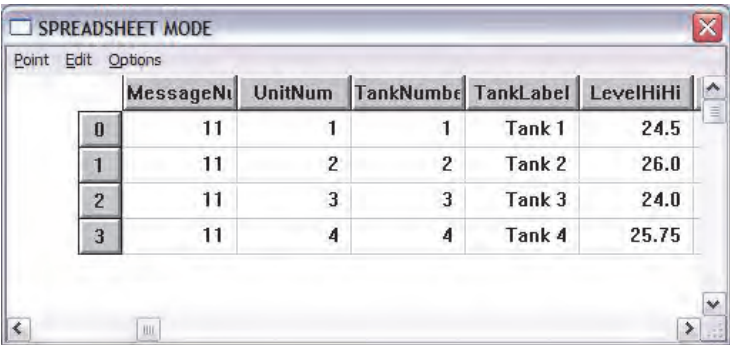 SPREADSHEET MODE
Point Edit Options
MessageNu UnitNum TankNumbe TankLabel LevelHiHi
0 11 1 1 Tank 1 24.5
1 11 2 2 Tank 2 26.0
2 11 3 3 Tank 3 24.0
3 11 4 4 Tank 4 25.75